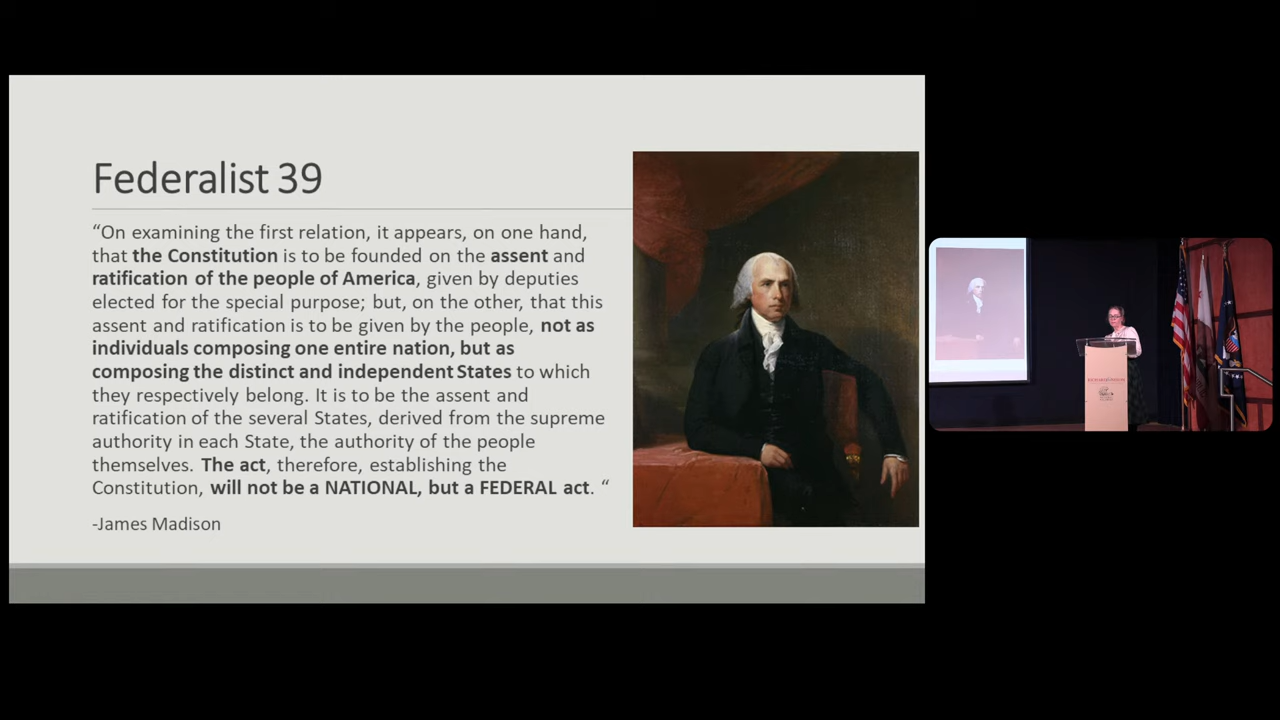 Federalist 39
“On examining the first relation, it appears, on one hand,
that the Constitution is to be founded on the assent and
ratification of the people of America, given by deputies
elected for the special purpose; but, on the other, that this
assent and ratification is to be given by the people, not as
individuals composing one entire nation, but as
composing the distinct and independent States to which
they respectively belong. It is to be the assent and
ratification of the several States, derived from the supreme
authority in each State, the authority of the people
themselves. The act, therefore, establishing the
Constitution, will not be a NATIONAL, but a FEDERAL act. “
-James Madison